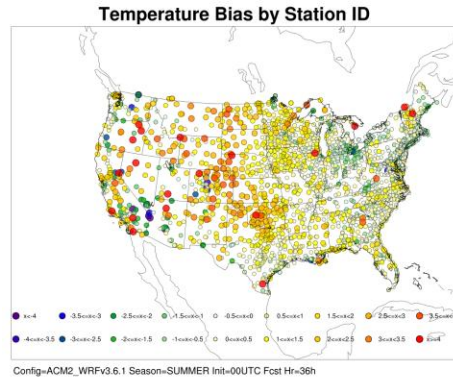 Temperature Bias by Station ID
x<-4 -3.5<=x<-3 -2.5<=x<-2 -1.5<=x<-1 -0.5<=x<0 0.5<=x<1 1.5<=x<2 2.5<=x<3 3.5<=x<
-4<=x<-3.5 -3<=x<-2.5 -2<=x<-1.5 -1<=x<-0.5 0<=x<0.5 1<=x<1.5 2<=x<2.5 3<=x<3.5 x>=4
Config=ACM2_WRFv3.6.1 Season=SUMMER Init=00UTC Fcst Hr=36h